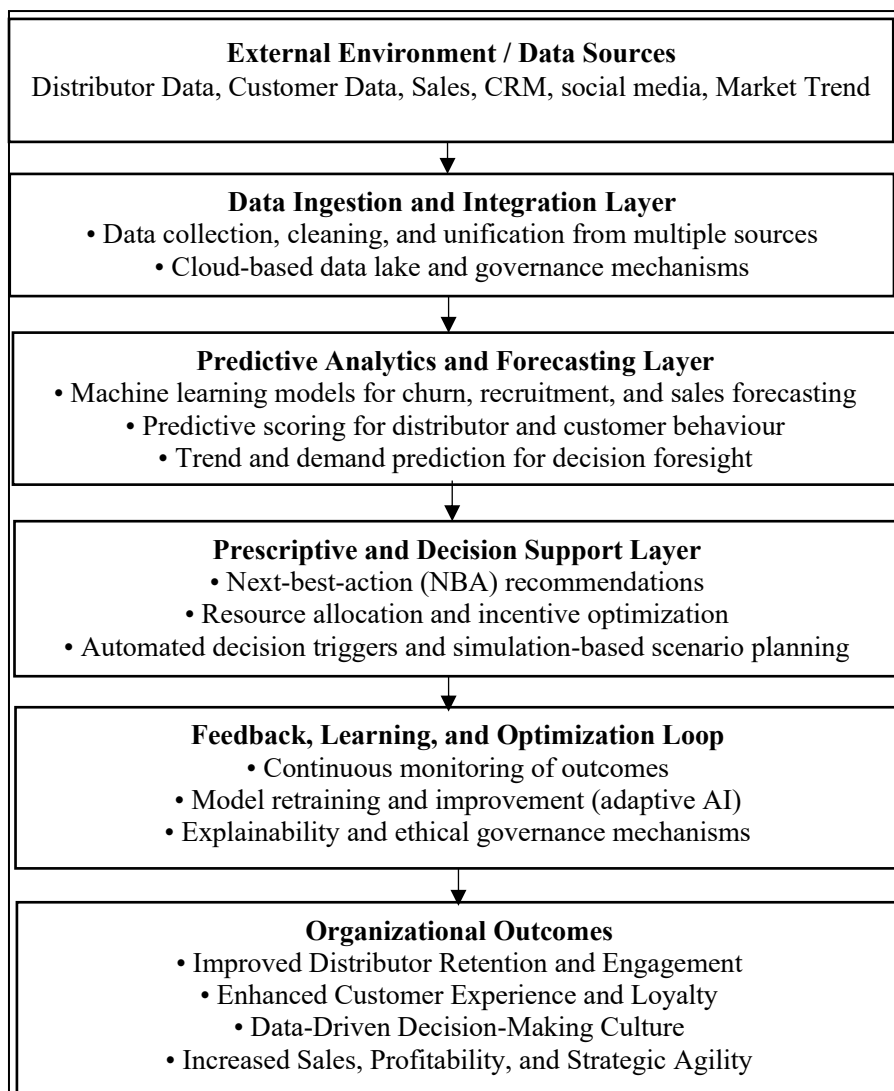 External Environment / Data Sources
Distributor Data, Customer Data, Sales, CRM, social media, Market Trend
Data Ingestion and Integration Layer
• Data collection, cleaning, and unification from multiple sources
• Cloud-based data lake and governance mechanisms
Predictive Analytics and Forecasting Layer
• Machine learning models for churn, recruitment, and sales forecasting
• Predictive scoring for distributor and customer behaviour
• Trend and demand prediction for decision foresight
Prescriptive and Decision Support Layer
• Next-best-action (NBA) recommendations
• Resource allocation and incentive optimization
• Automated decision triggers and simulation-based scenario planning
Feedback, Learning, and Optimization Loop
• Continuous monitoring of outcomes
• Model retraining and improvement (adaptive AI)
• Explainability and ethical governance mechanisms
Organizational Outcomes
• Improved Distributor Retention and Engagement
• Enhanced Customer Experience and Loyalty
• Data-Driven Decision-Making Culture
• Increased Sales, Profitability, and Strategic Agility